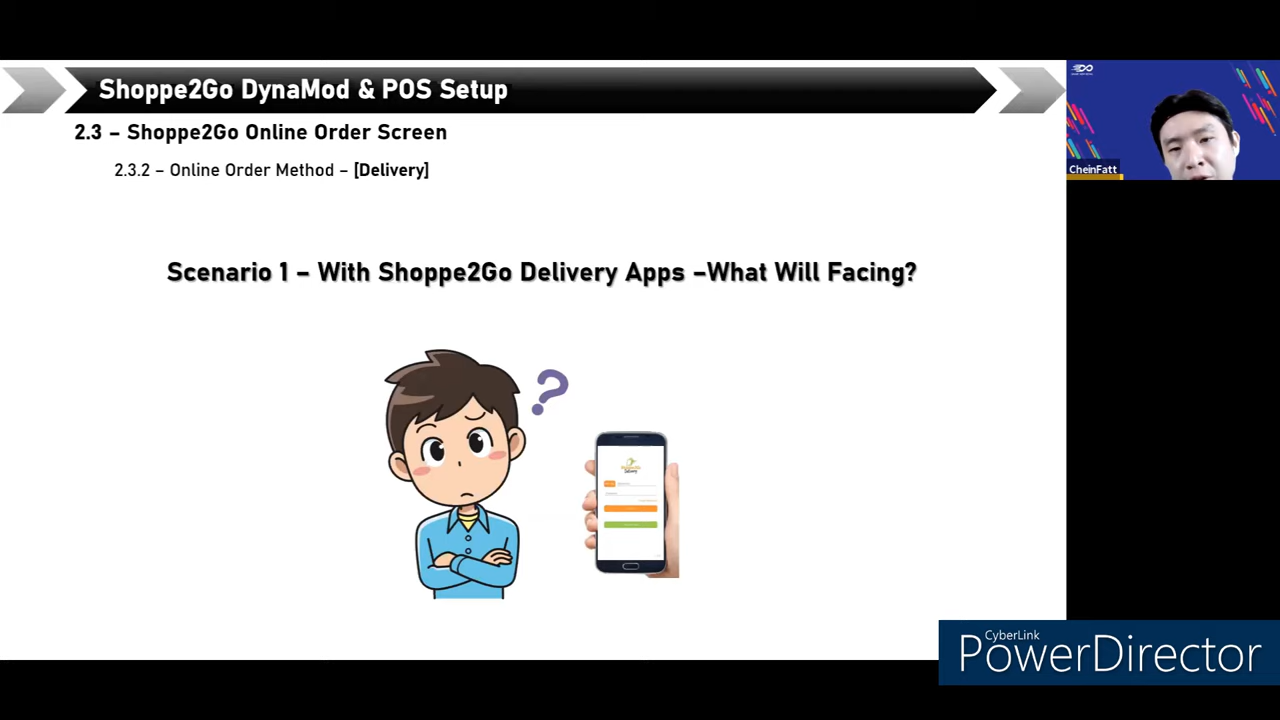 Shoppe2Go DynaMod & POS Setup
2.3 – Shoppe2Go Online Order Screen
2.3.2 – Online Order Method – [Delivery]
Scenario 1 – With Shoppe2Go Delivery Apps –What Will Facing?
CheinFatt
CyberLink
PowerDirector